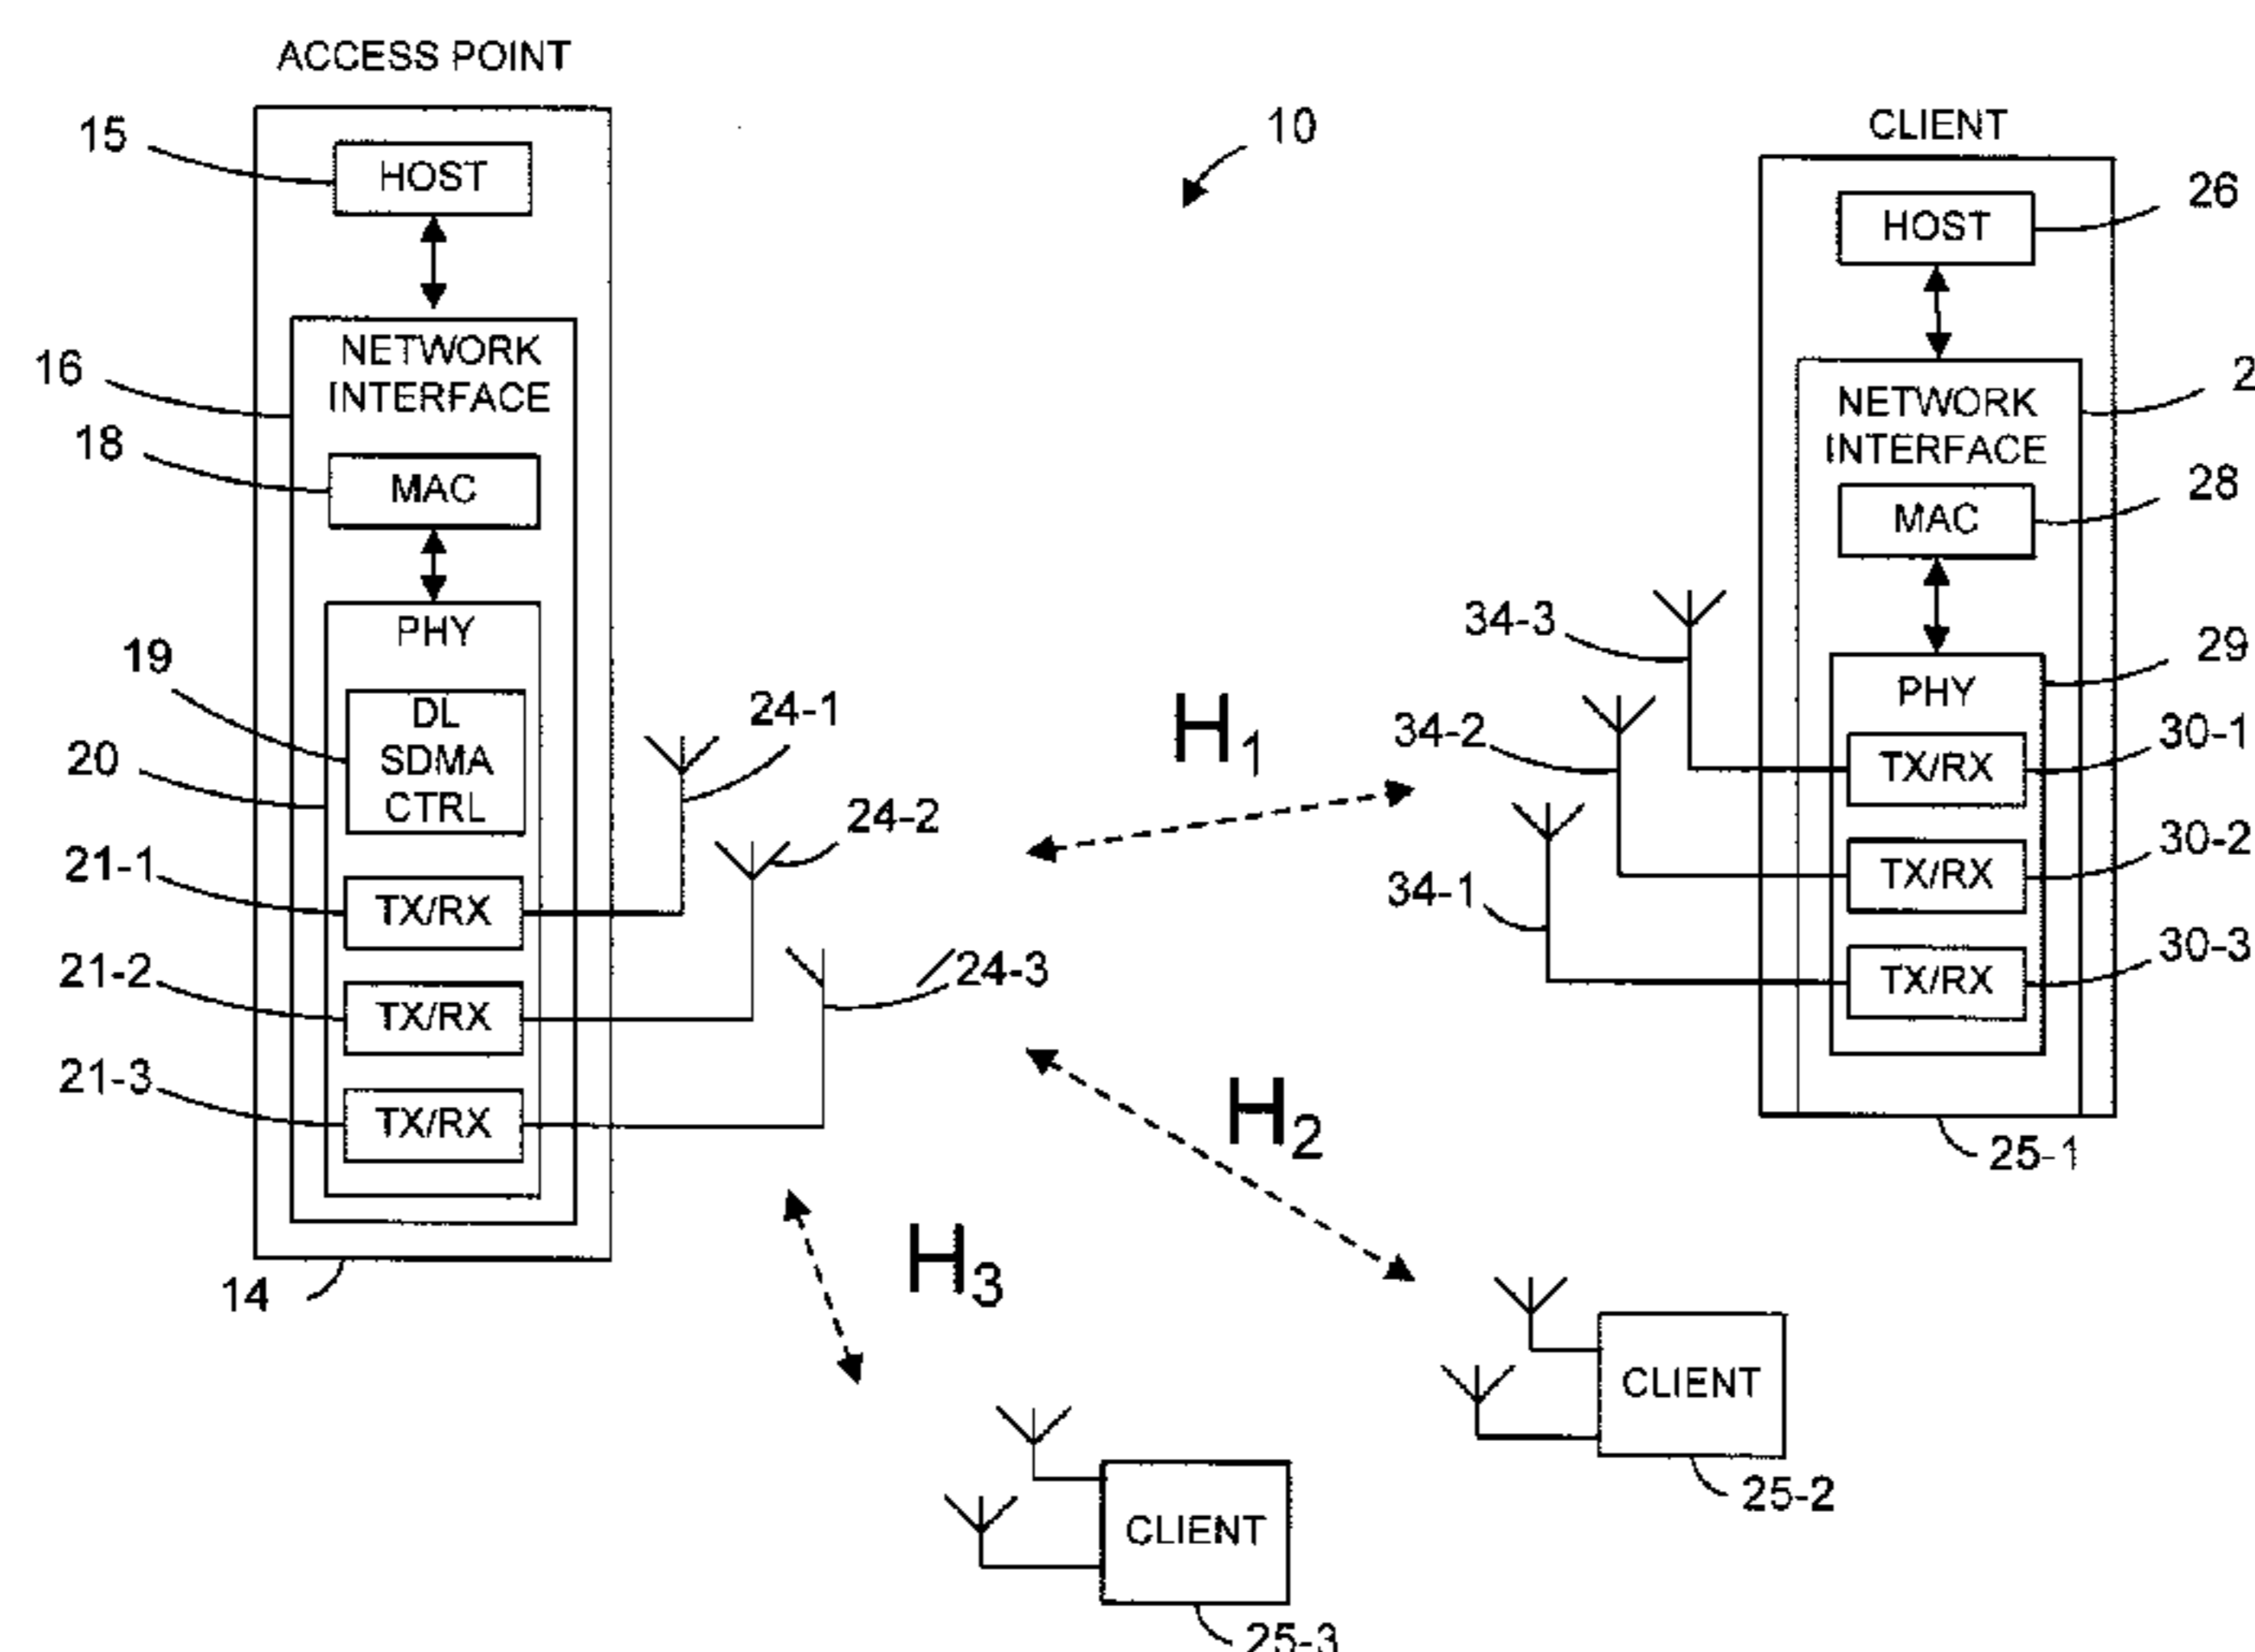 ACCESS POINT
15
HOST
16
NETWORK
INTERFACE
18
MAC
PHY
19
DL
SDMA
CTRL
20
21-1
TX/RX
21-2
TX/RX
21-3
TX/RX
14
24-1
24-2
24-3
10
H1
H2
H3
CLIENT
26
HOST
2
NETWORK
INTERFACE
28
MAC
29
PHY
34-3
34-2
34-1
TX/RX
30-1
TX/RX
30-2
TX/RX
30-3
25-1
CLIENT
25-2
CLIENT
25-3